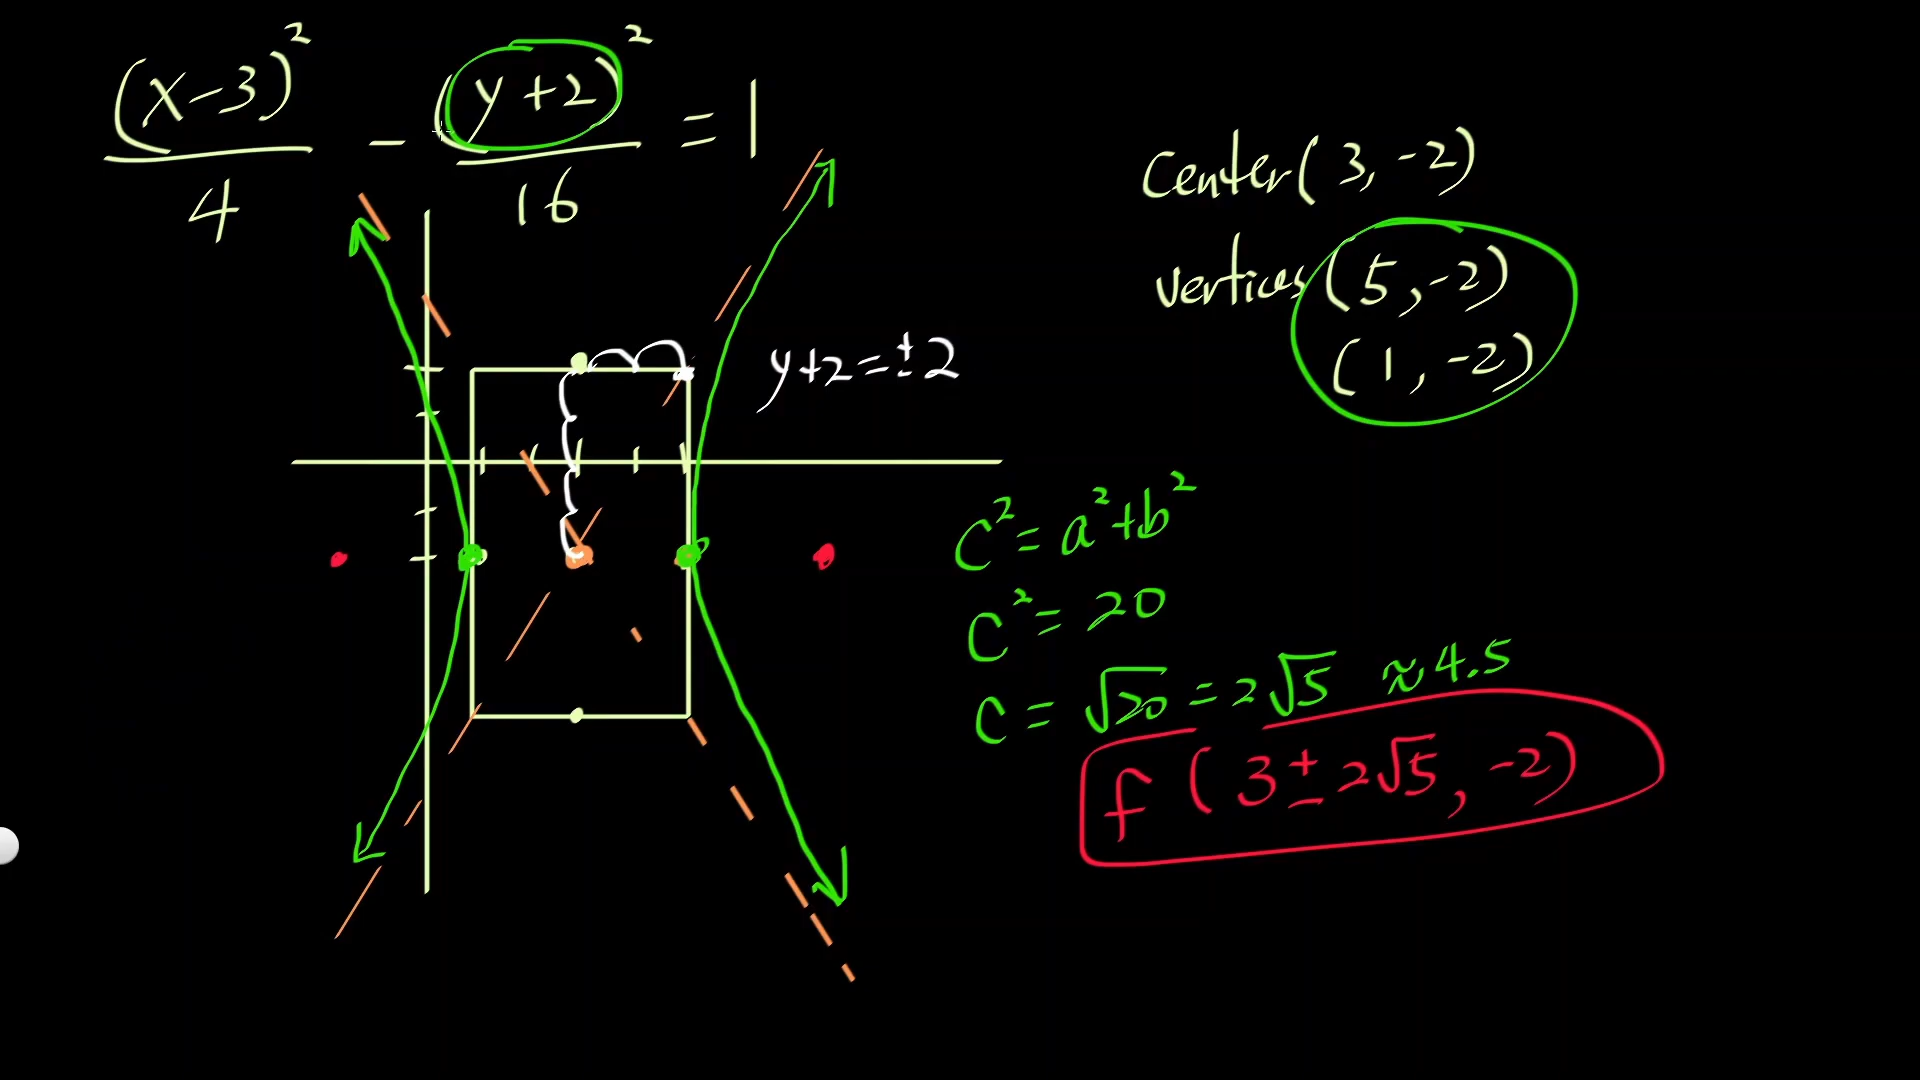 (x-3)²/4 - (y+2)²/16 = 1
Center (3, -2)
vertices (5, -2)
(1, -2)
y+2=±2
C²=a²+b²
C²=20
C=√20=2√5 ≈4.5
f(3±2√5, -2)